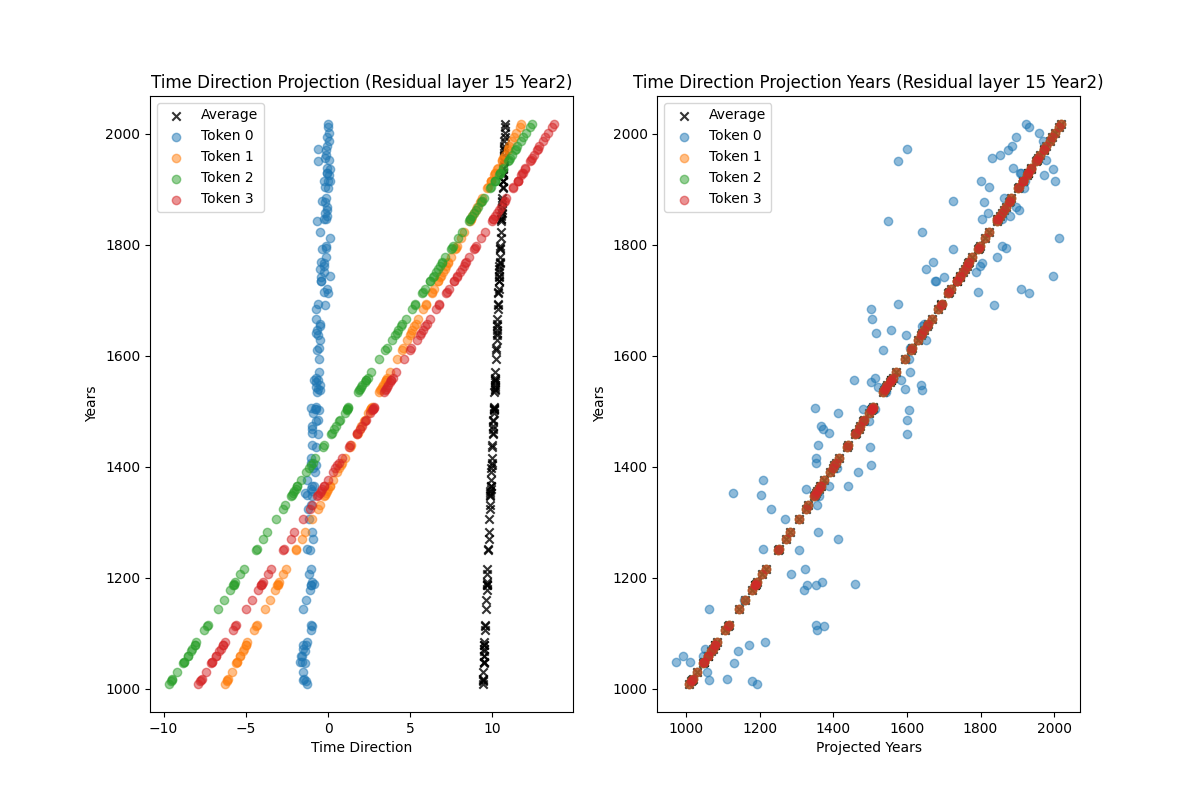 Time Direction Projection (Residual layer 15 Year2)
Average
Token 0
Token 1
Token 2
Token 3
2000
1800
1600
1400
1200
1000
Years
−10
−5
0
5
10
Time Direction
Time Direction Projection Years (Residual layer 15 Year2)
Average
Token 0
Token 1
Token 2
Token 3
2000
1800
1600
1400
1200
1000
Years
1000
1200
1400
1600
1800
2000
Projected Years